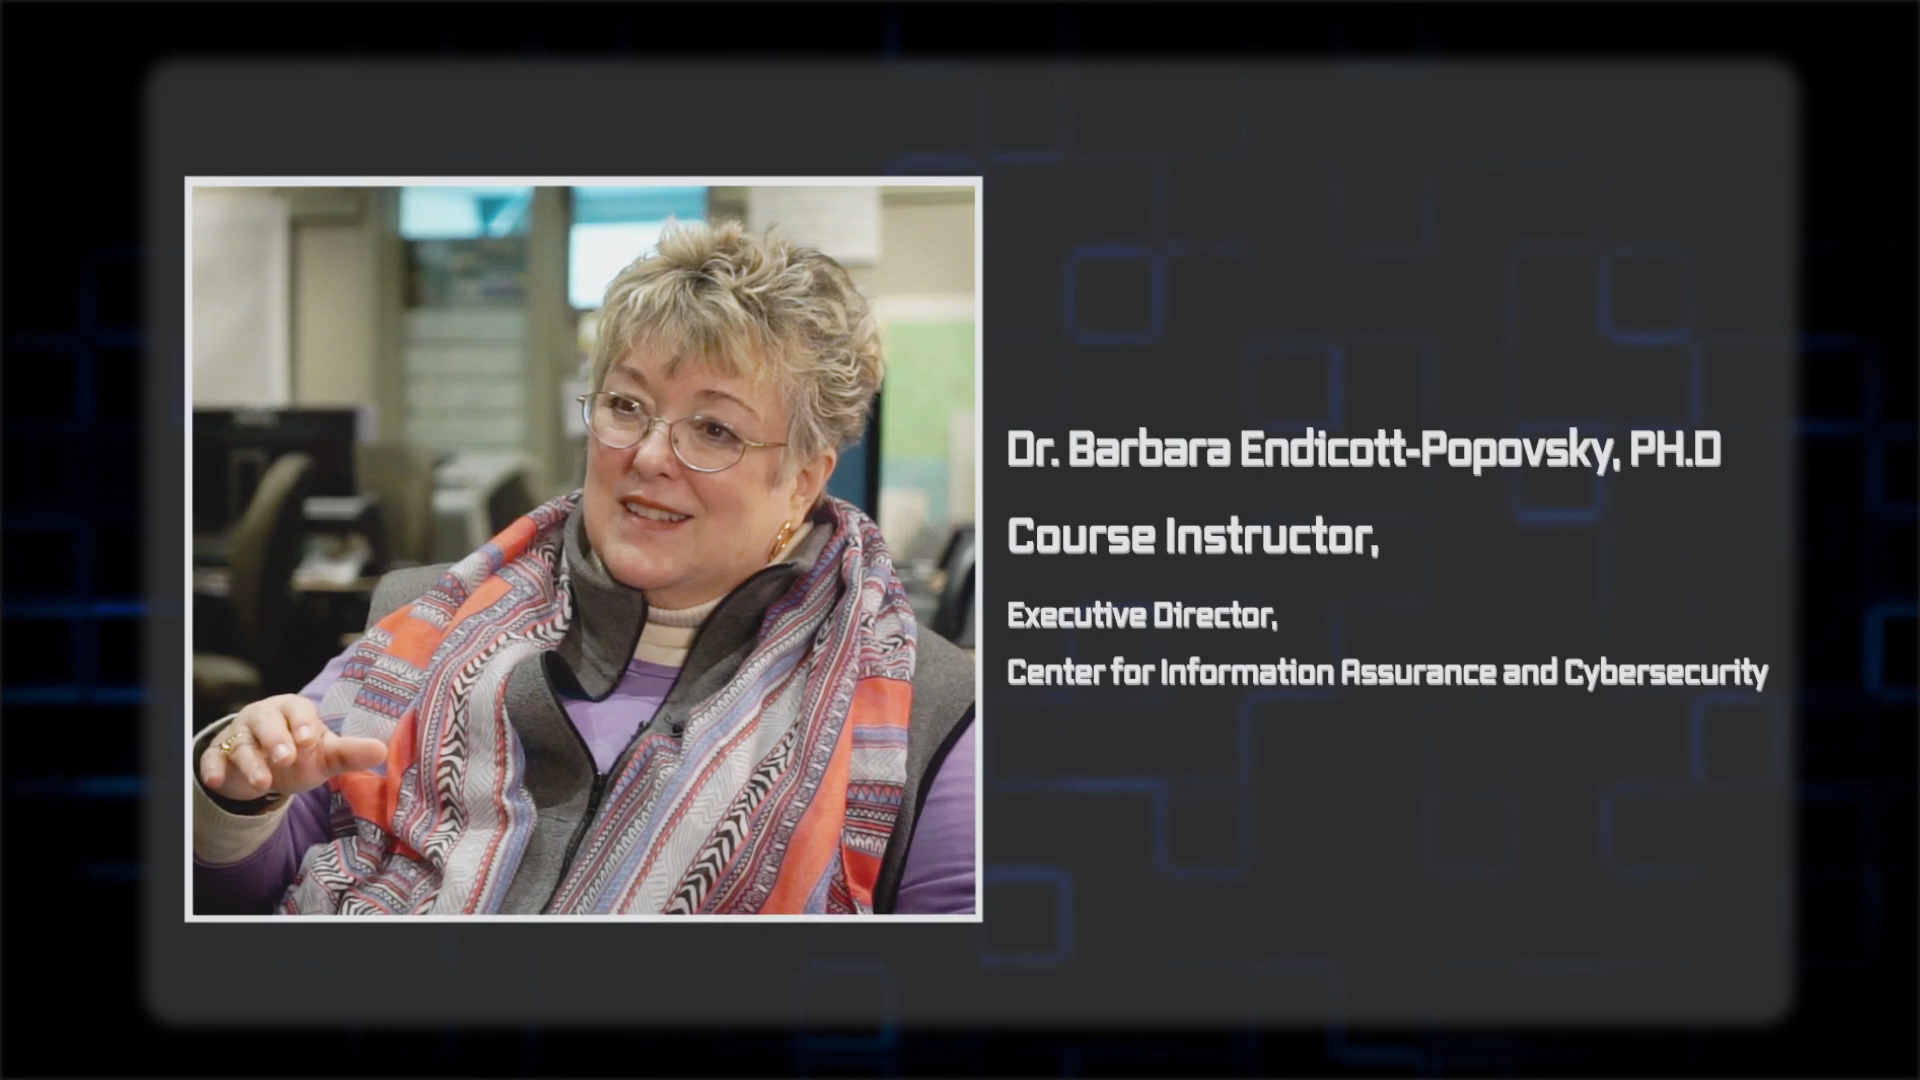 Dr. Barbara Endicott-Popovsky, PH.D
Course Instructor,
Executive Director,
Center for Information Assurance and Cybersecurity